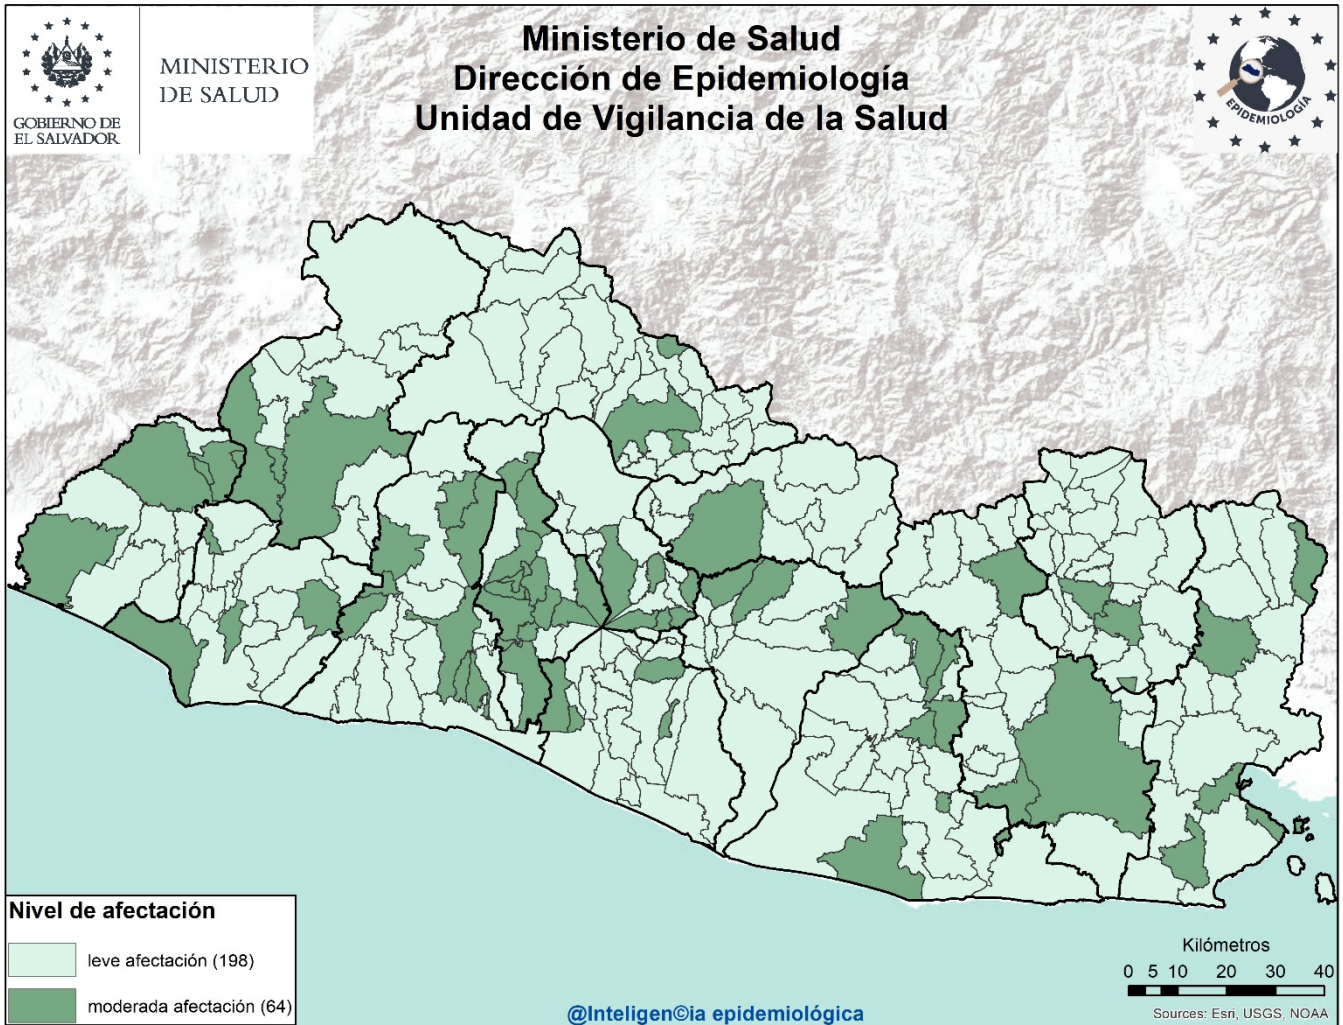 Ministerio de Salud
Dirección de Epidemiología
Unidad de Vigilancia de la Salud
MINISTERIO
DE SALUD
GOBIERNO DE
EL SALVADOR
EPIDEMIOLOGÍA
Nivel de afectación
leve afectación (198)
moderada afectación (64)
@Inteligen©ia epidemiológica
Kilómetros
0 5 10 20 30 40
Sources: Esri, USGS, NOAA